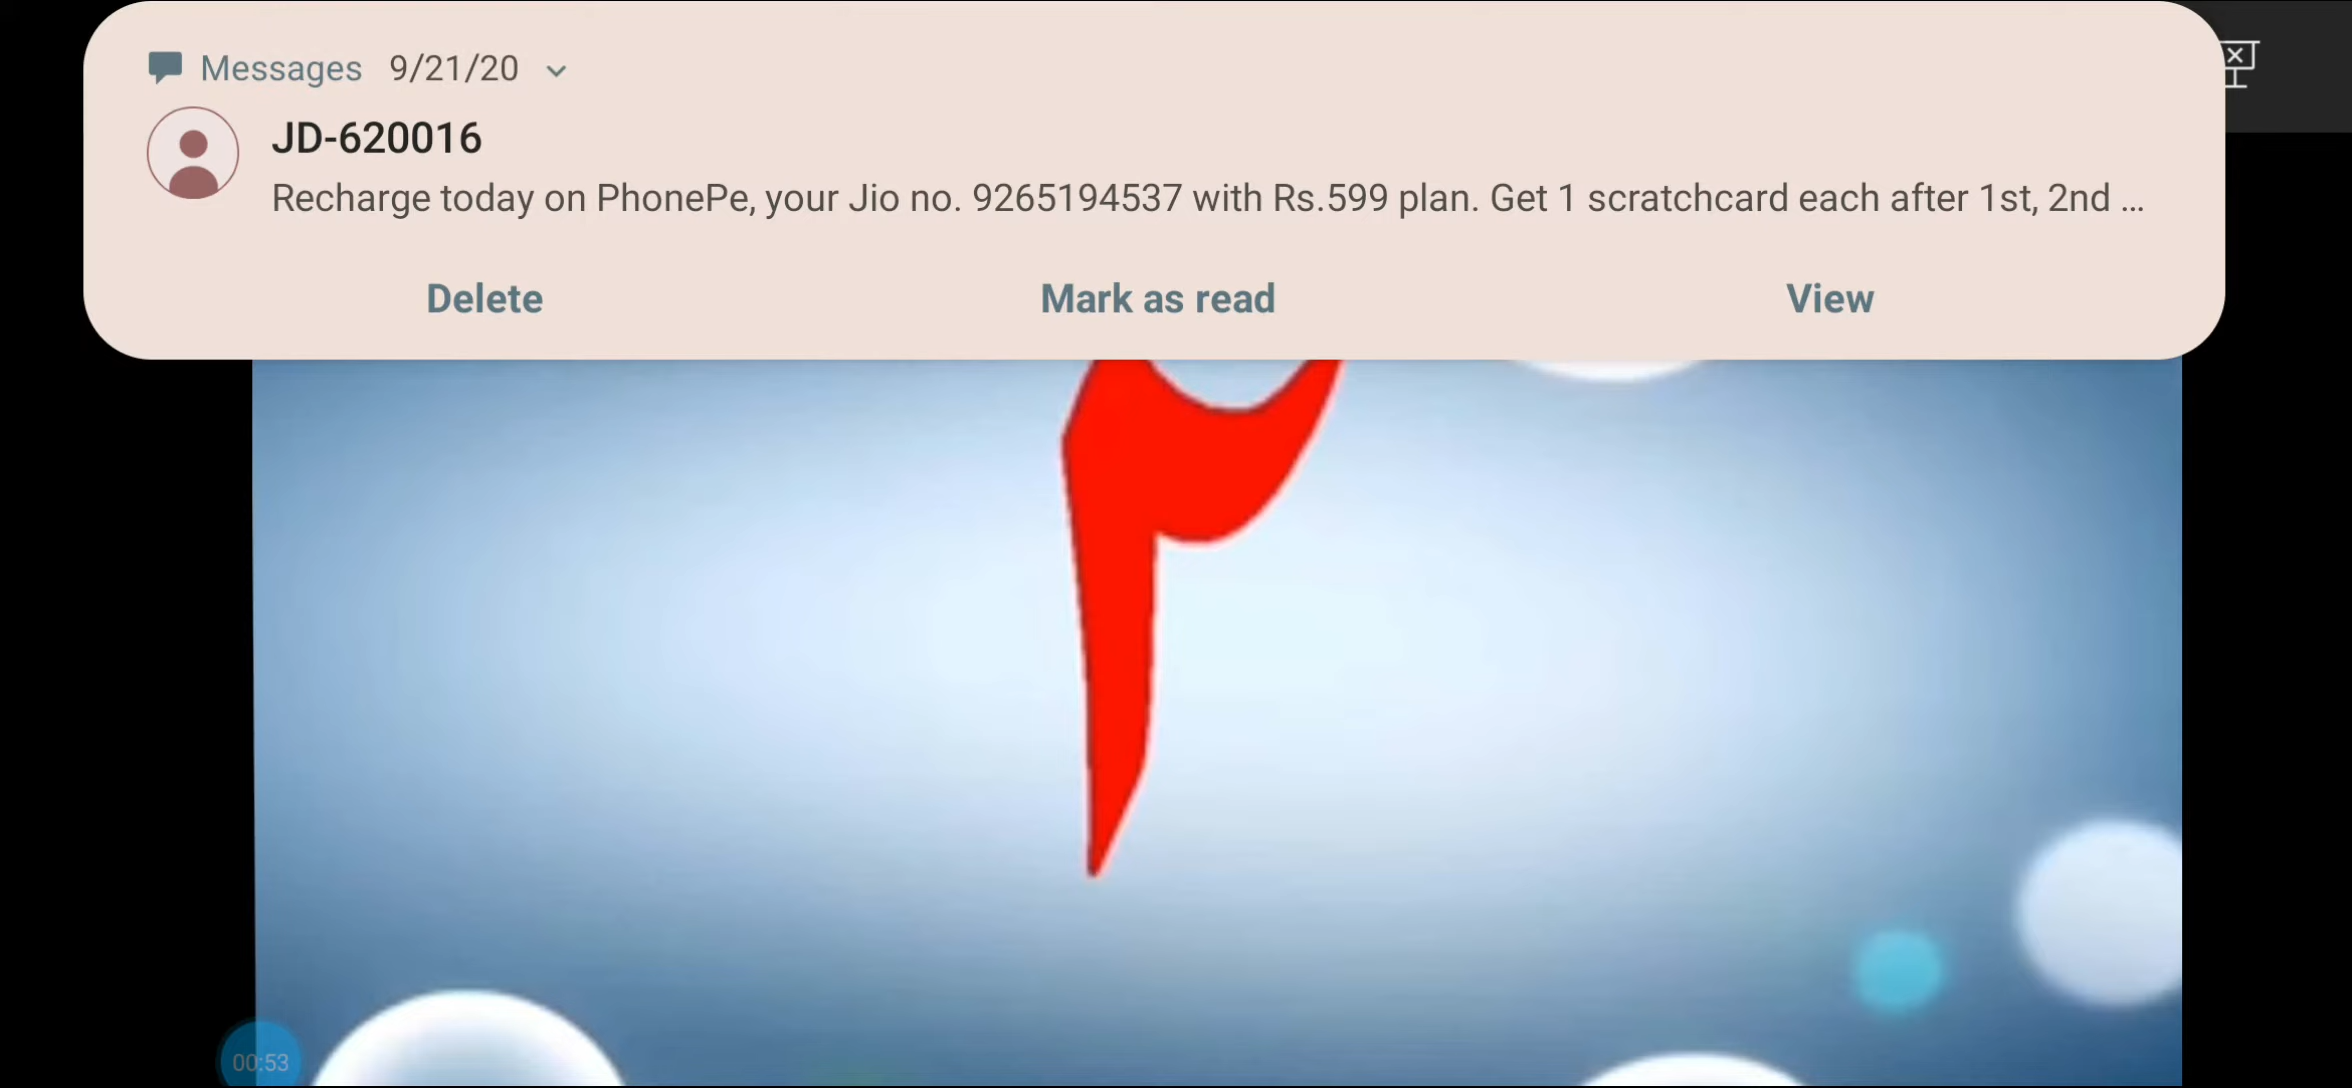 Messages 9/21/20
JD-620016
Recharge today on PhonePe, your Jio no. 9265194537 with Rs.599 plan. Get 1 scratchcard each after 1st, 2nd ...
Delete Mark as read View
00:53